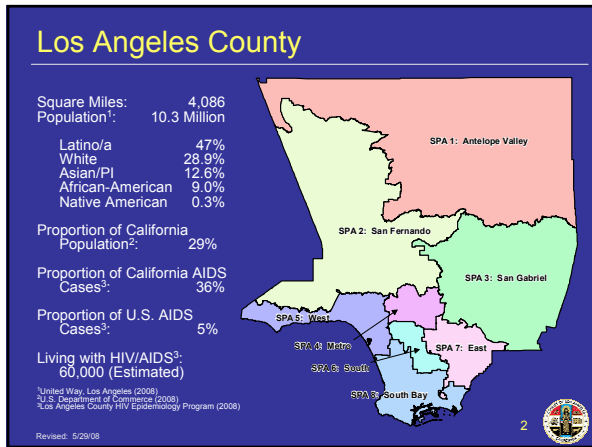 Los Angeles County
Square Miles: 4,086
Population1: 10.3 Million
Latino/a 47%
White 28.9%
Asian/PI 12.6%
African-American 9.0%
Native American 0.3%
Proportion of California
Population2: 29%
Proportion of California AIDS
Cases3: 36%
Proportion of U.S. AIDS
Cases3: 5%
Living with HIV/AIDS3:
60,000 (Estimated)
1United Way, Los Angeles (2008)
2U.S. Department of Commerce (2008)
3Los Angeles County HIV Epidemiology Program (2008)
Revised: 5/29/08
SPA 1: Antelope Valley
SPA 2: San Fernando
SPA 3: San Gabriel
SPA 5: West
SPA 4: Metro
SPA 7: East
SPA 6: South
SPA 8: South Bay
2